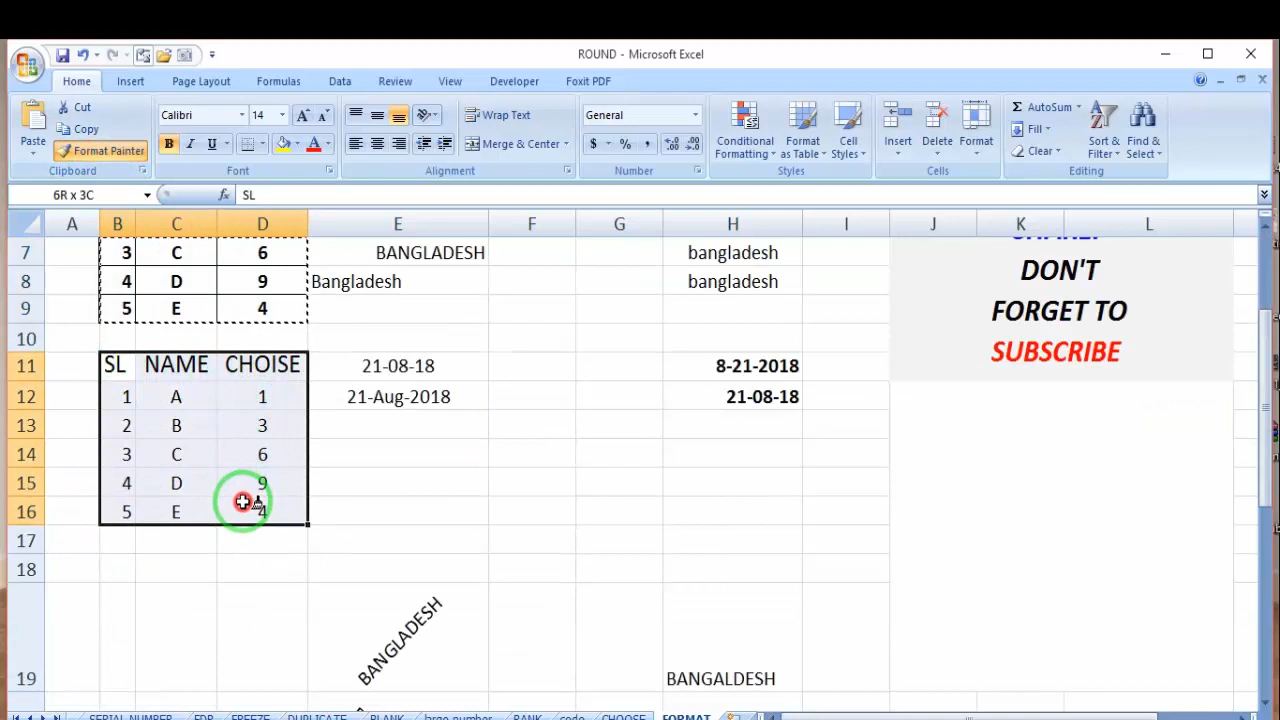 ROUND - Microsoft Excel
Home Insert Page Layout Formulas Data Review View Developer Foxit PDF
Paste
Cut
Copy
Format Painter
Clipboard
Calibri 14
B I U A
Font
Wrap Text
Merge & Center
Alignment
General
$ % ,
Number
Conditional Formatting
Format as Table
Cell Styles
Styles
Insert Delete Format
Cells
AutoSum
Fill
Clear
Sort & Filter
Find & Select
Editing
6R x 3C fx SL
A B C D E F G H I J K L
7 3 C 6 BANGLADESH bangladesh
8 4 D 9 Bangladesh bangladesh
9 5 E 4
10
11 SL NAME CHOISE 21-08-18 8-21-2018
12 1 A 1 21-Aug-2018 21-08-18
13 2 B 3
14 3 C 6
15 4 D 9
16 5 E 4
17
18
19 BANGLADESH BANGALDESH
DON'T
FORGET TO
SUBSCRIBE
SERIAL NUMBER FDR FREEZE DUPLICATE BLANK large number RANK code CHOOSE FORMAT